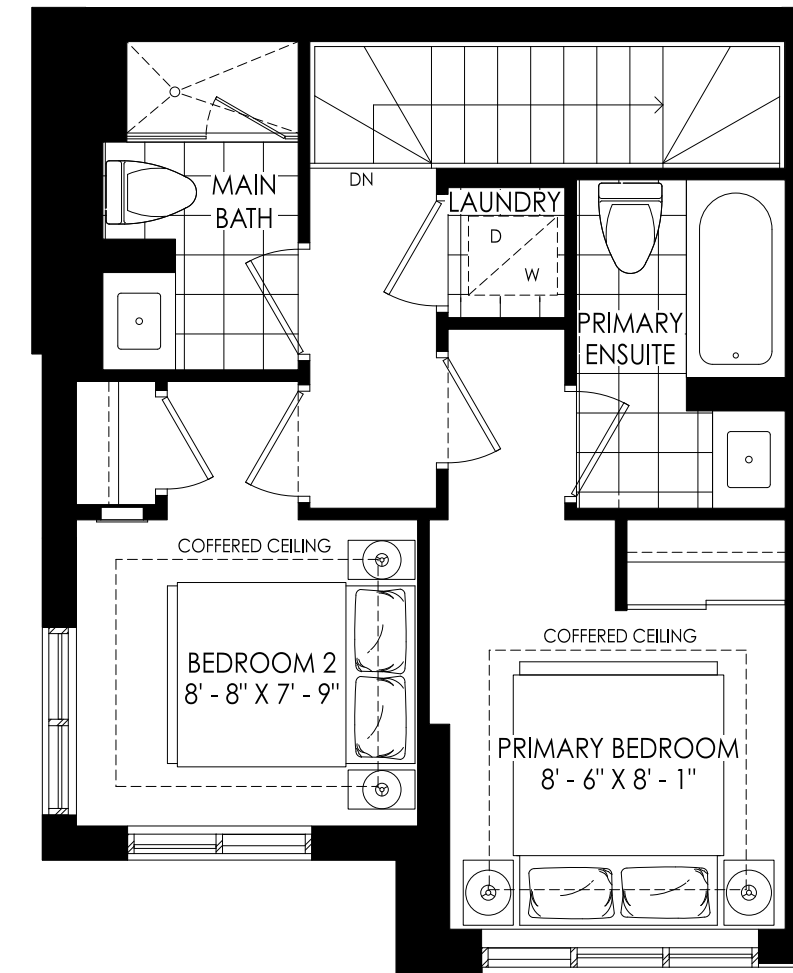 DN
MAIN
BATH
LAUNDRY
D
W
PRIMARY
ENSUITE
COFFERED CEILING
BEDROOM 2
8' - 8" X 7' - 9"
COFFERED CEILING
PRIMARY BEDROOM
8' - 6" X 8' - 1"